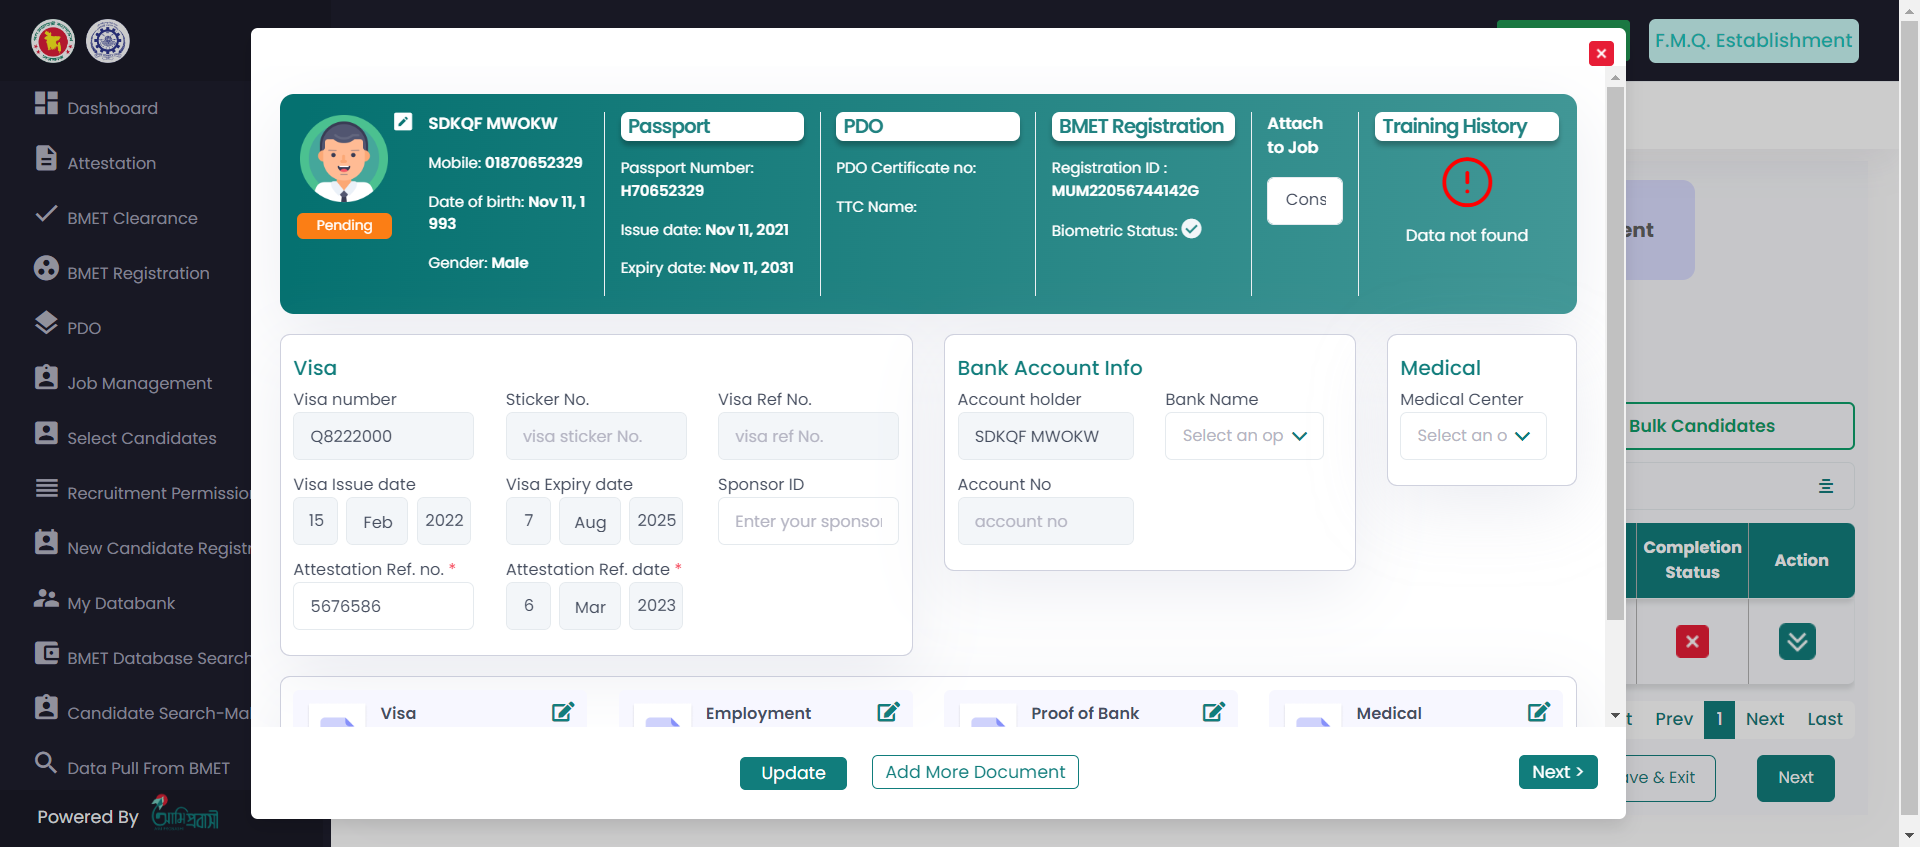 F.M.Q. Establishment
Dashboard
Attestation
BMET Clearance
BMET Registration
PDO
Job Management
Select Candidates
Recruitment Permissio
New Candidate Registr
My Databank
BMET Database Search
Candidate Search-Ma
Data Pull From BMET
Powered By আমি প্রবাসী
Pending
SDKQF MWOKW
Mobile: 01870652329
Date of birth: Nov 11, 1
993
Gender: Male
Passport
Passport Number:
H70652329
Issue date: Nov 11, 2021
Expiry date: Nov 11, 2031
PDO
PDO Certificate no:
TTC Name:
BMET Registration
Registration ID :
MUM22056744142G
Biometric Status:
Attach
to Job
Cons
Training History
Data not found
Visa
Visa number
Sticker No.
Visa Ref No.
Q8222000
visa sticker No.
visa ref No.
Visa Issue date
Visa Expiry date
Sponsor ID
15 Feb 2022
7 Aug 2025
Enter your sponso
Attestation Ref. no. *
Attestation Ref. date *
5676586
6 Mar 2023
Bank Account Info
Account holder
Bank Name
SDKQF MWOKW
Select an op
Account No
account no
Medical
Medical Center
Select an o
Visa
Employment
Proof of Bank
Medical
Update
Add More Document
Next >
ent
Bulk Candidates
Completion
Status
Action
t Prev 1 Next Last
ve & Exit
Next